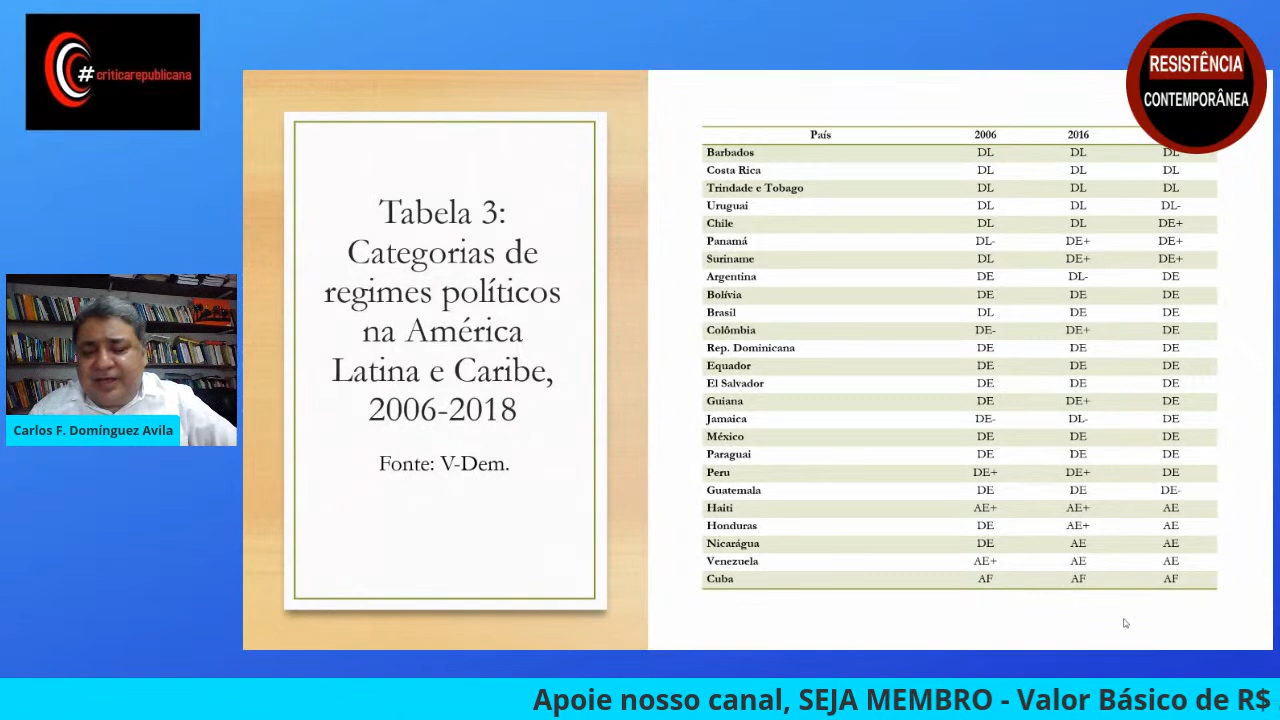 #criticarepublicana
RESISTÊNCIA
CONTEMPORÂNEA
Tabela 3:
Categorias de
regimes políticos
na América
Latina e Caribe,
2006-2018
Fonte: V-Dem.
País 2006 2016
Barbados DL DL DL
Costa Rica DL DL DL
Trindade e Tobago DL DL DL
Uruguai DL DL DL-
Chile DL DL DE+
Panamá DL- DE+ DE+
Suriname DL DE+ DE+
Argentina DE DL- DE
Bolívia DE DE DE
Brasil DL DE DE
Colômbia DE- DE+ DE
Rep. Dominicana DE DE DE
Equador DE DE DE
El Salvador DE DE DE
Guiana DE DE+ DE
Jamaica DE- DL- DE
México DE DE DE
Paraguai DE DE DE
Peru DE+ DE+ DE
Guatemala DE DE DE-
Haiti AE+ AE+ AE
Honduras DE AE+ AE
Nicarágua DE AE AE
Venezuela AE+ AE AE
Cuba AF AF AF
Carlos F. Domínguez Avila
Apoie nosso canal, SEJA MEMBRO - Valor Básico de R$